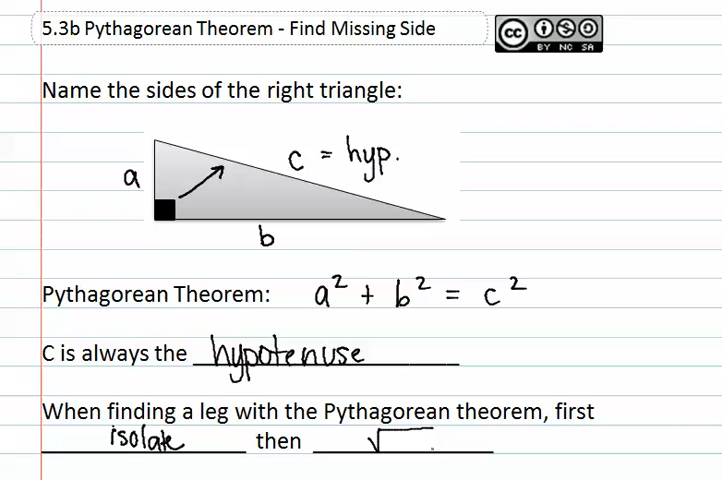 5.3b Pythagorean Theorem - Find Missing Side
cc BY NC SA
Name the sides of the right triangle:
c = hyp.
a
b
Pythagorean Theorem: a² + b² = c²
C is always the hypotenuse
When finding a leg with the Pythagorean theorem, first
isolate then √